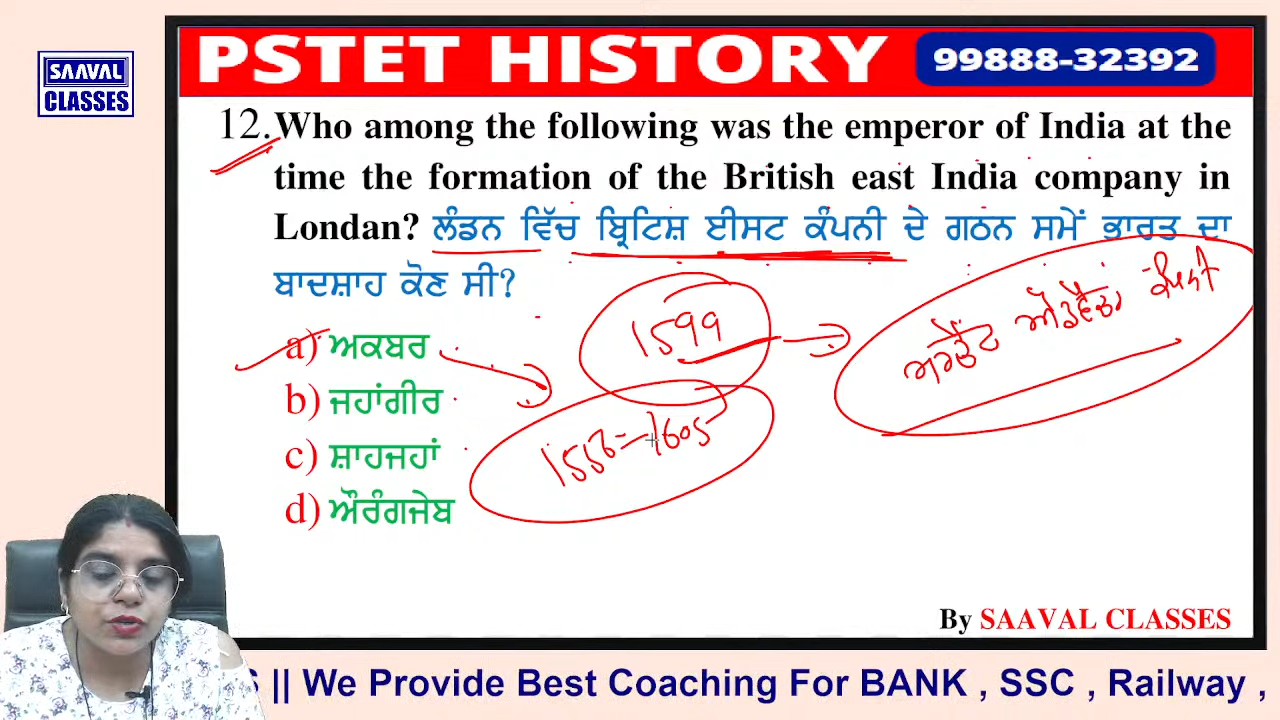 SAAVAL
CLASSES
PSTET HISTORY
99888-32392
12.Who among the following was the emperor of India at the
time the formation of the British east India company in
Londan? ਲੰਡਨ ਵਿੱਚ ਬ੍ਰਿਟਿਸ਼ ਈਸਟ ਕੰਪਨੀ ਦੇ ਗਠਨ ਸਮੇਂ ਭਾਰਤ ਦਾ
ਬਾਦਸ਼ਾਹ ਕੋਣ ਸੀ?
a) ਅਕਬਰ
1599
b) ਜਹਾਂਗੀਰ
1556-1605
c) ਸ਼ਾਹਜਹਾਂ
d) ਔਰੰਗਜੇਬ
By SAAVAL CLASSES
S || We Provide Best Coaching For BANK , SSC , Railway ,